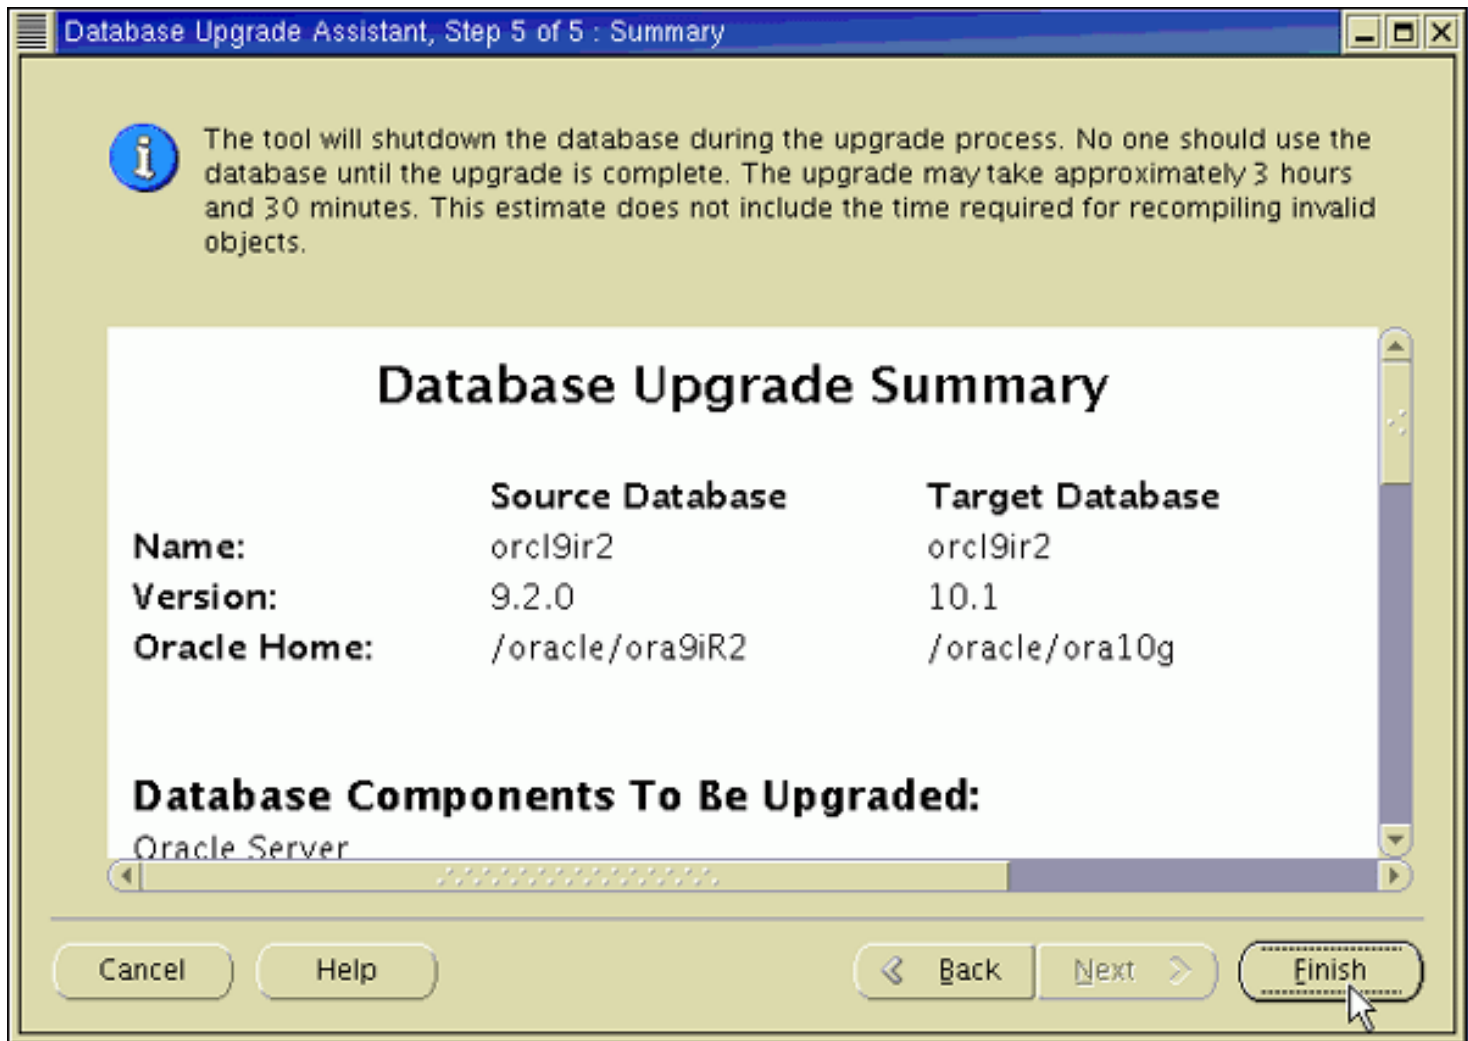 Database Upgrade Assistant, Step 5 of 5 : Summary
The tool will shutdown the database during the upgrade process. No one should use the
database until the upgrade is complete. The upgrade may take approximately 3 hours
and 30 minutes. This estimate does not include the time required for recompiling invalid
objects.
Database Upgrade Summary
Source Database Target Database
Name: orcl9ir2 orcl9ir2
Version: 9.2.0 10.1
Oracle Home: /oracle/ora9iR2 /oracle/ora10g
Database Components To Be Upgraded:
Oracle Server
Cancel Help Back Next Finish